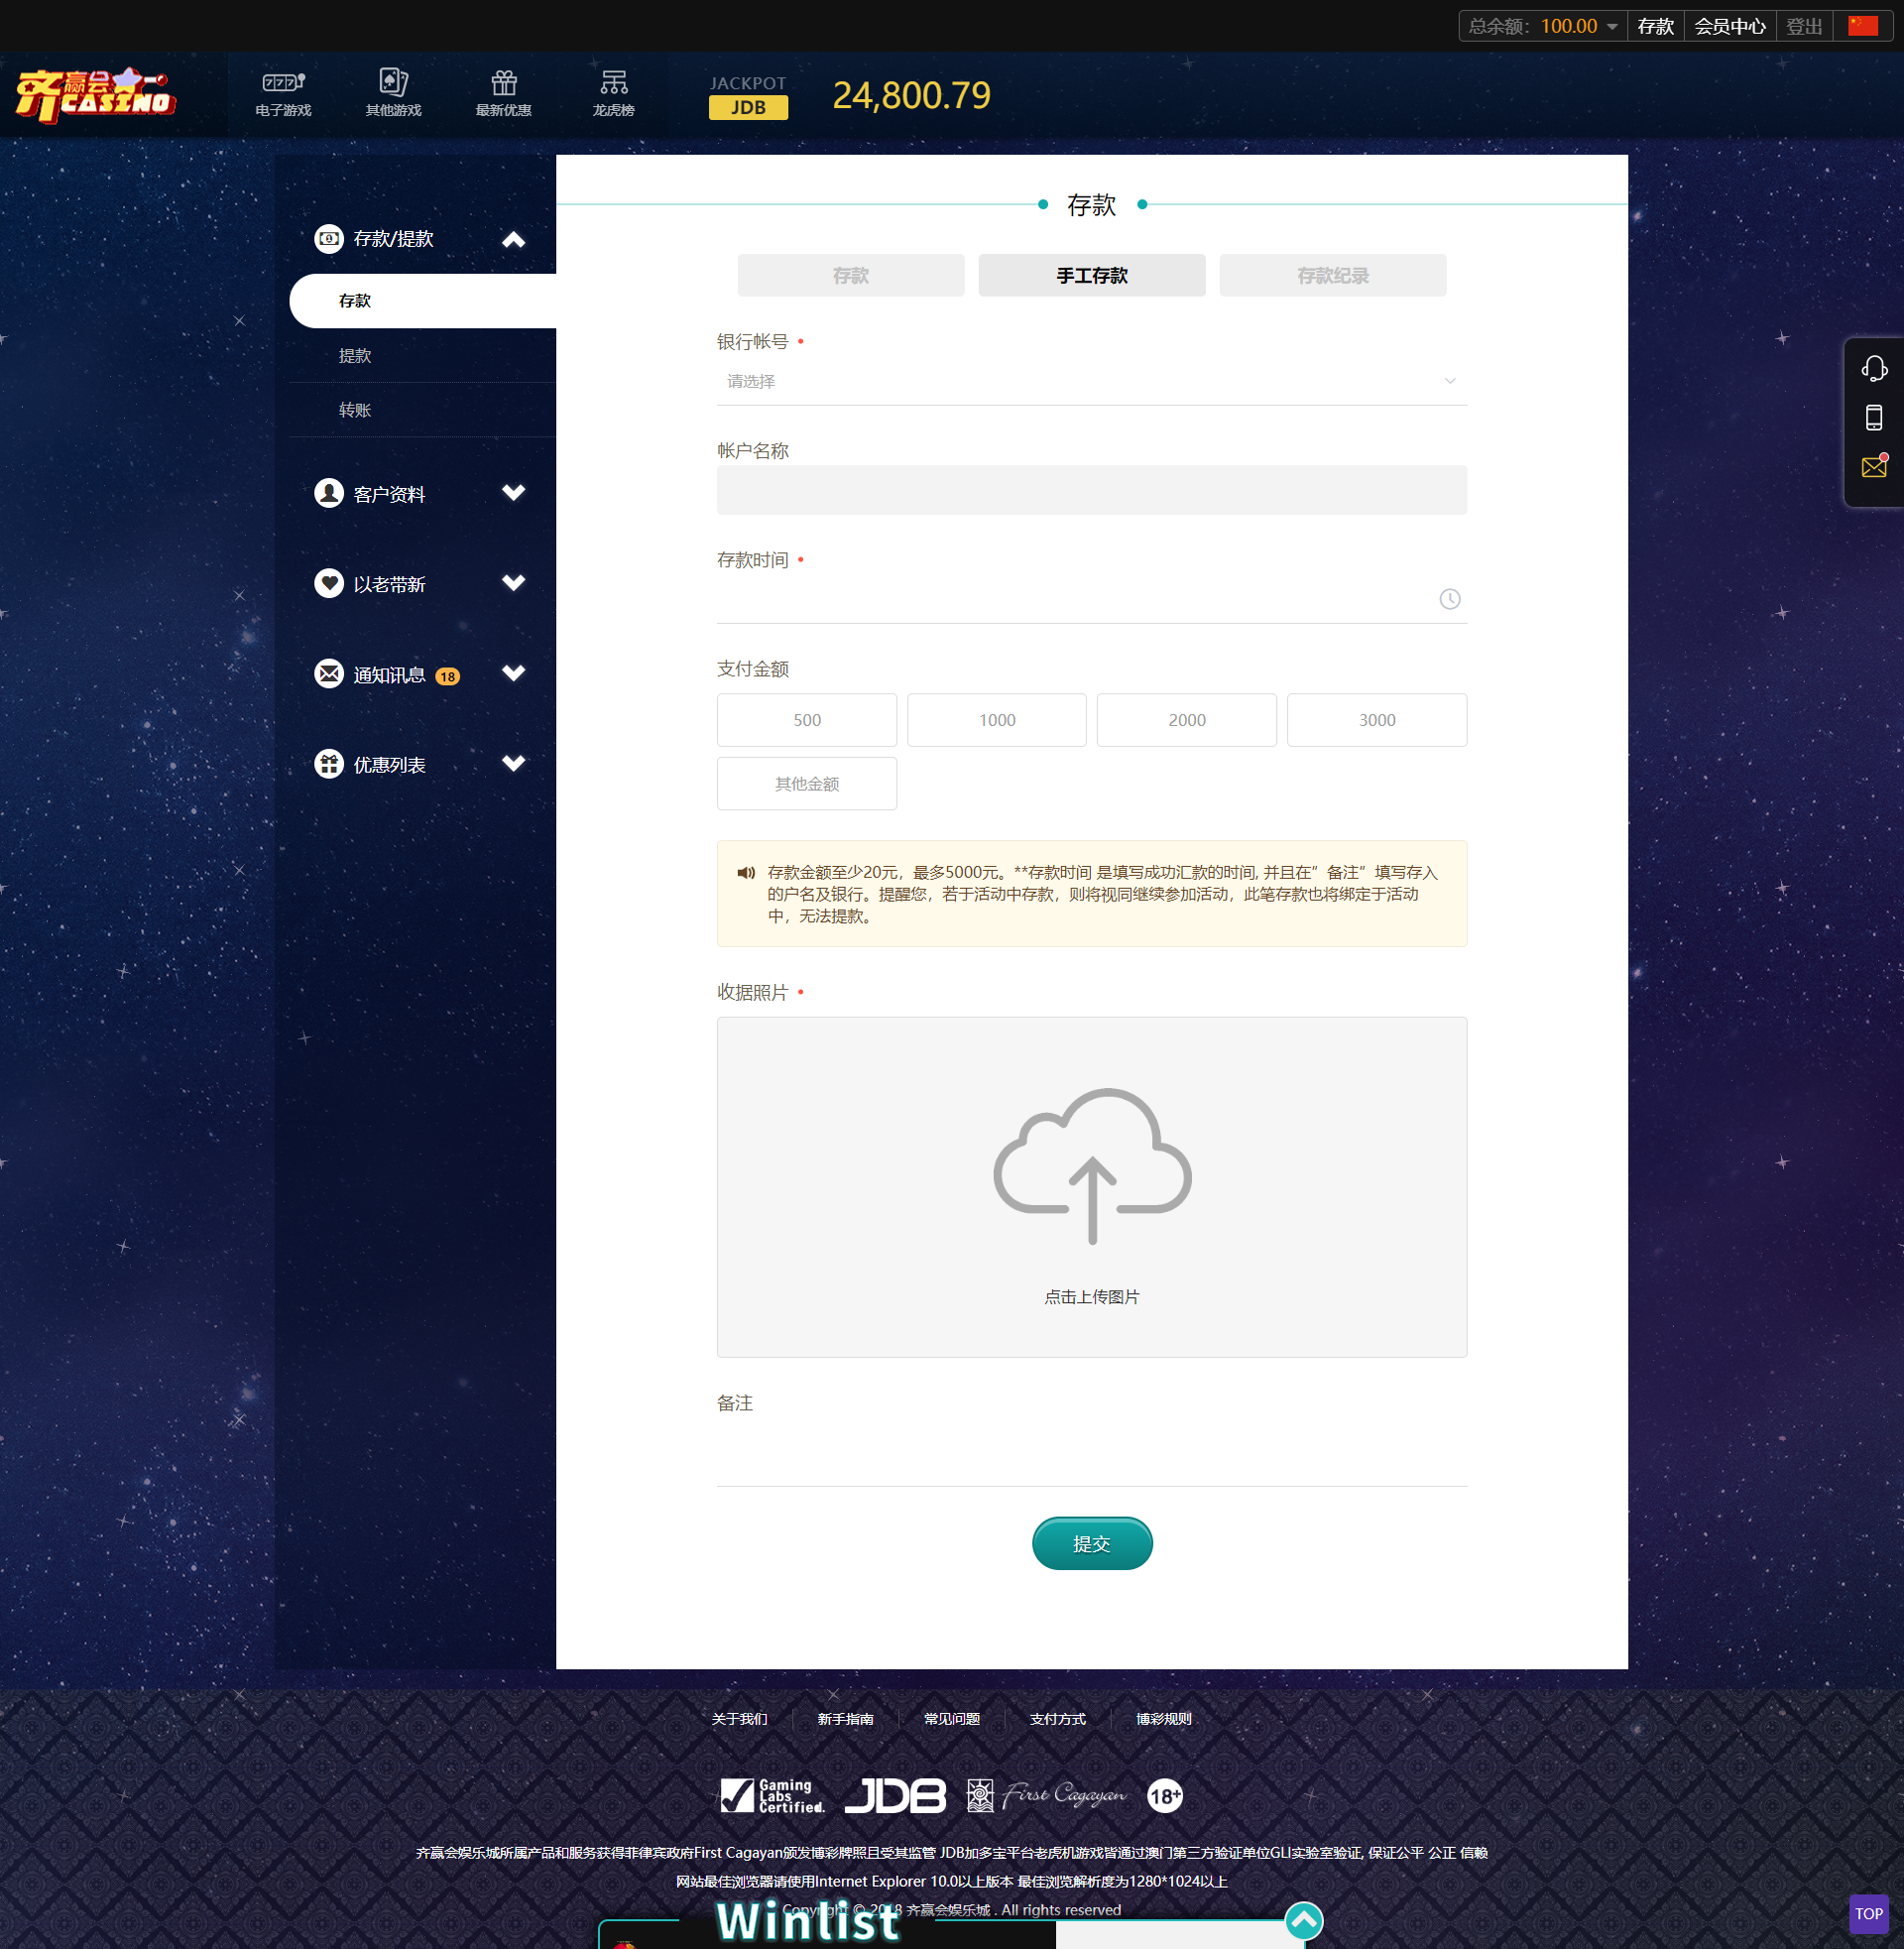 总余额：100.00 存款 会员中心 登出
齐赢会 CASINO
777
电子游戏 其他游戏 最新优惠 龙虎榜
JACKPOT
JDB
24,800.79
存款/提款
存款
提款
转账
客户资料
以老带新
通知讯息 18
优惠列表
存款
存款 手工存款 存款纪录
银行帐号
请选择
帐户名称
存款时间
支付金额
500 1000 2000 3000
其他金额
存款金额至少20元，最多5000元。**存款时间 是填写成功汇款的时间, 并且在”备注”填写存入
的户名及银行。提醒您，若于活动中存款，则将视同继续参加活动，此笔存款也将绑定于活动
中，无法提款。
收据照片
点击上传图片
备注
提交
关于我们 新手指南 常见问题 支付方式 博彩规则
Gaming Labs Certified. JDB First Cagayan 18+
齐赢会娱乐城所属产品和服务获得菲律宾政府First Cagayan颁发博彩牌照且受其监管 JDB加多宝平台老虎机游戏皆通过澳门第三方验证单位GLI实验室验证, 保证公平 公正 信赖
网站最佳浏览器请使用Internet Explorer 10.0以上版本 最佳浏览解析度为1280*1024以上
Copyright © 2018 齐赢会娱乐城 . All rights reserved
Winlist
TOP